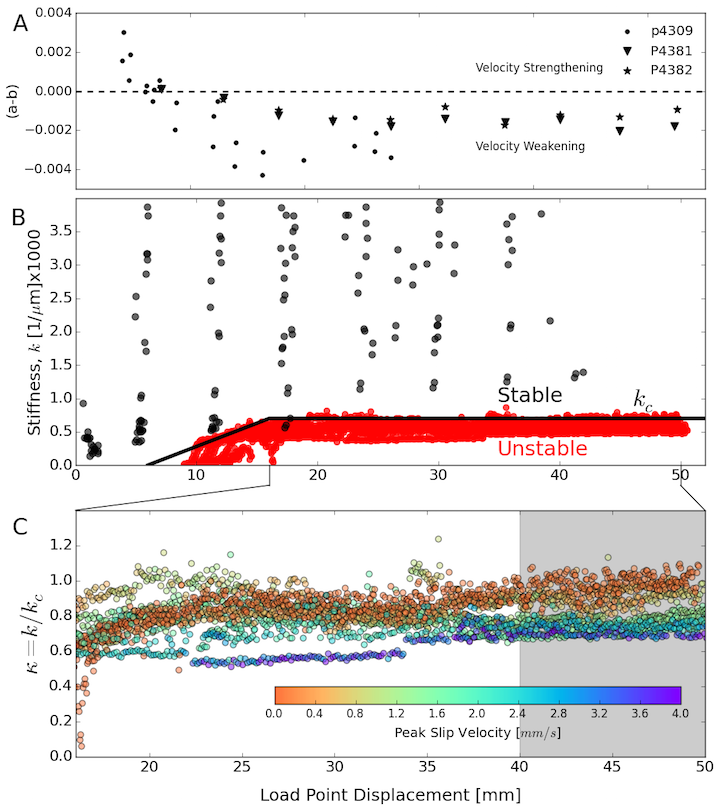 A
0.004
0.002
0.000
−0.002
−0.004
(a-b)
p4309
P4381
P4382
Velocity Strengthening
Velocity Weakening
B
3.5
3.0
2.5
2.0
1.5
1.0
0.5
0.0
Stiffness, k [1/μm]x1000
Stable
k_c
Unstable
0 10 20 30 40 50
C
1.2
1.0
0.8
0.6
0.4
0.2
0.0
κ = k/k_c
0.0 0.4 0.8 1.2 1.6 2.0 2.4 2.8 3.2 3.6 4.0
Peak Slip Velocity [mm/s]
20 25 30 35 40 45 50
Load Point Displacement [mm]